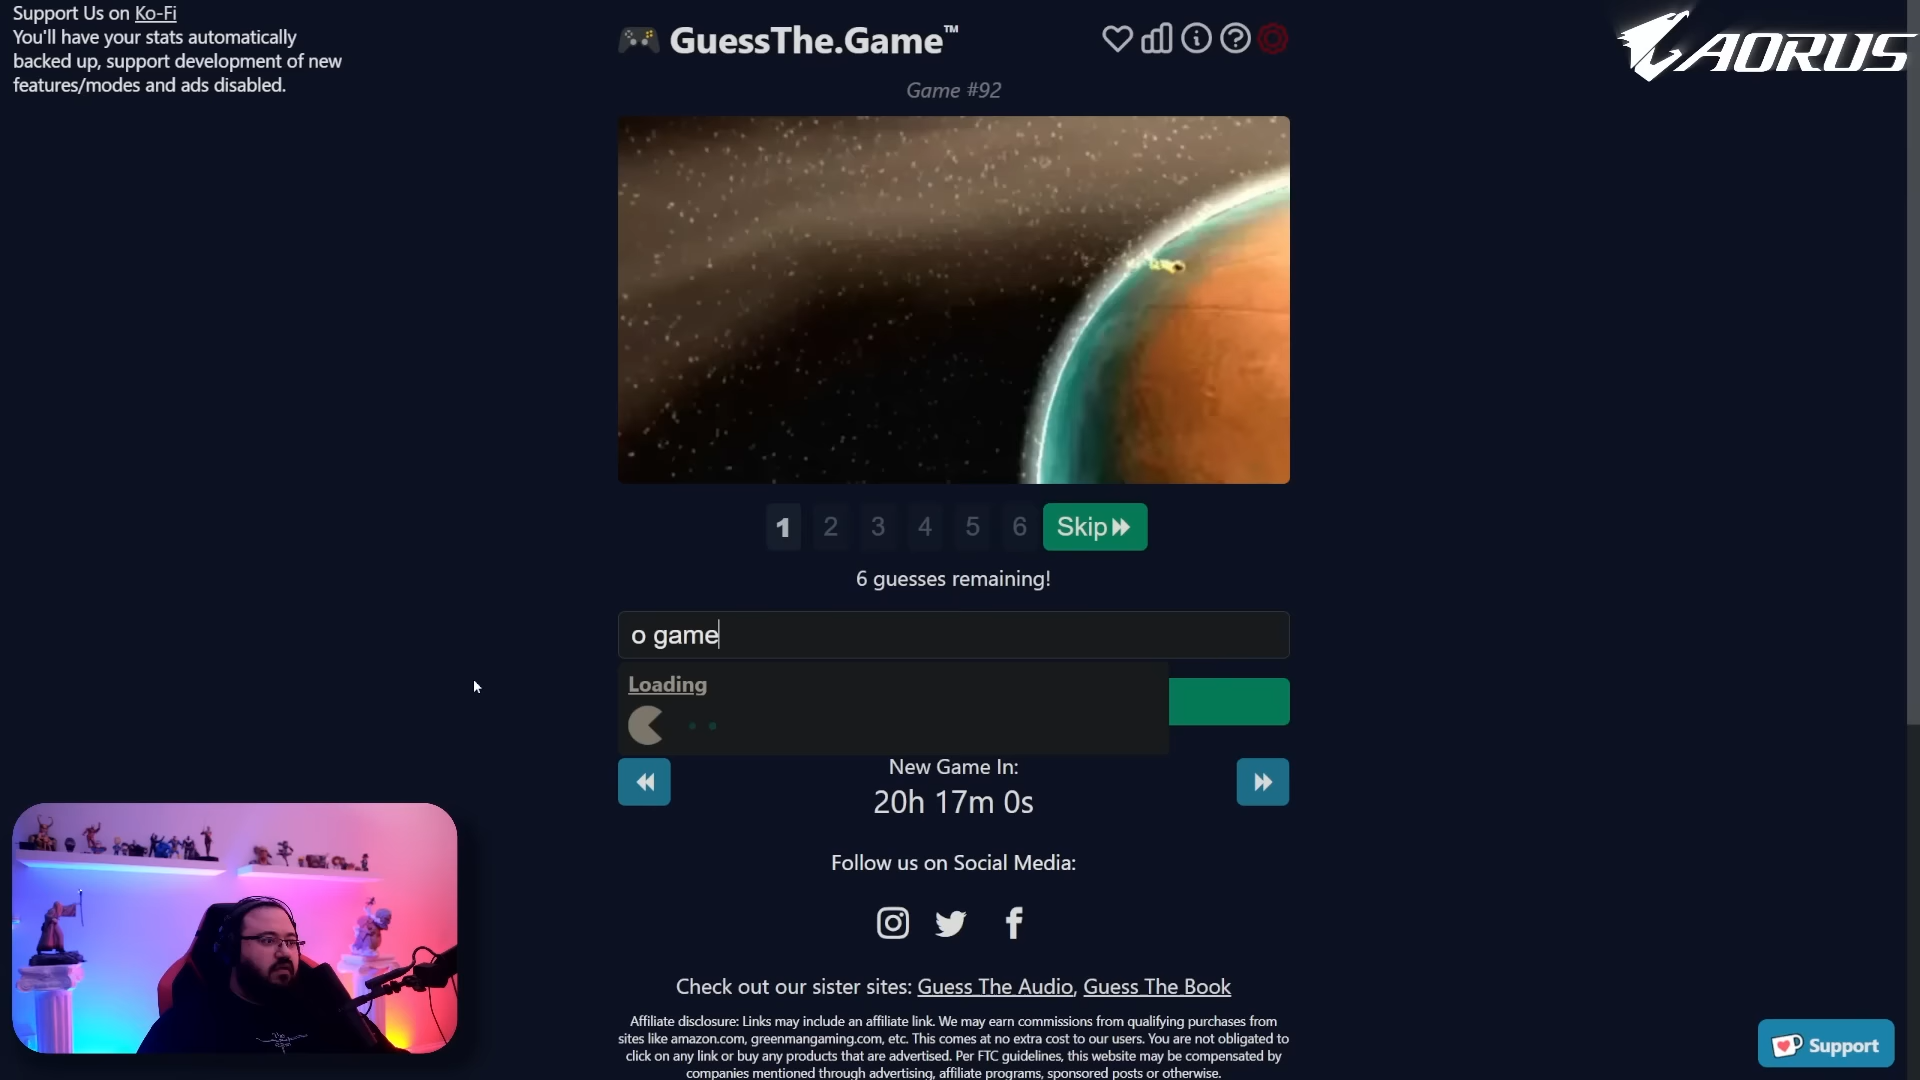 Support Us on Ko-Fi
You'll have your stats automatically
backed up, support development of new
features/modes and ads disabled.
GuessThe.Game™
AORUS
Game #92
1 2 3 4 5 6 Skip
6 guesses remaining!
o game
Loading
New Game In:
20h 17m 0s
Follow us on Social Media:
Check out our sister sites: Guess The Audio, Guess The Book
Affiliate disclosure: Links may include an affiliate link. We may earn commissions from qualifying purchases from
sites like amazon.com, greenmangaming.com, etc. This comes at no extra cost to our users. You are not obligated to
click on any link or buy any products that are advertised. Per FTC guidelines, this website may be compensated by
companies mentioned through advertising, affiliate programs, sponsored posts or otherwise.
Support